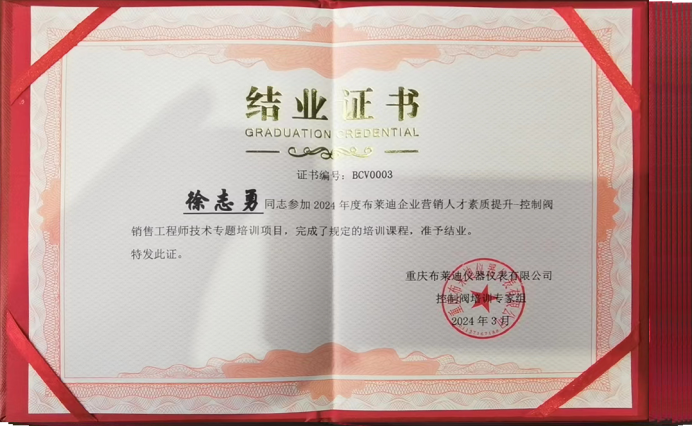 结业证书
GRADUATION CREDENTIAL
证书编号：BCV0003
徐志勇同志参加2024年度布莱迪企业营销人才素质提升-控制阀
销售工程师技术专题培训项目，完成了规定的培训课程，准予结业。
特发此证。
重庆布莱迪仪器仪表有限公司
控制阀培训专家组
2024年3月